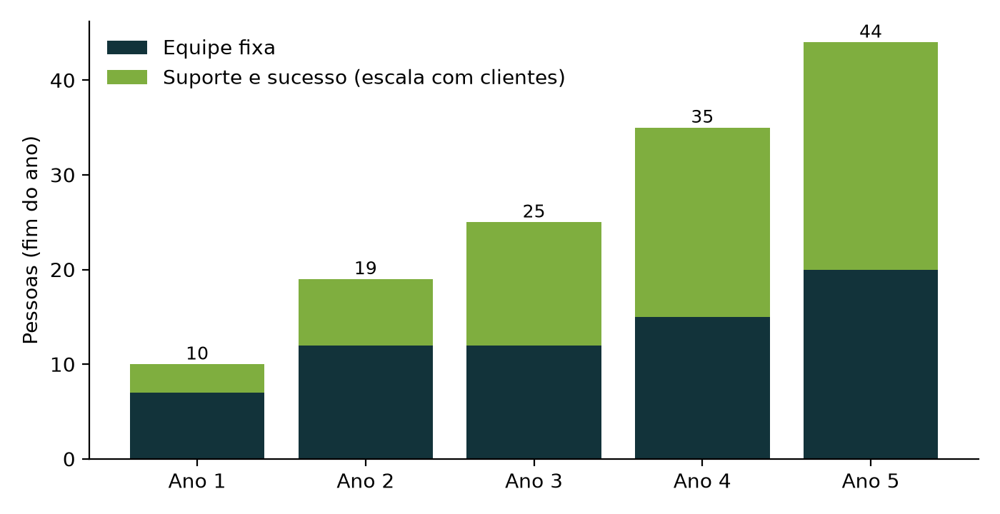 Equipe fixa
Suporte e sucesso (escala com clientes)
Pessoas (fim do ano)
40
30
20
10
0
10
19
25
35
44
Ano 1
Ano 2
Ano 3
Ano 4
Ano 5